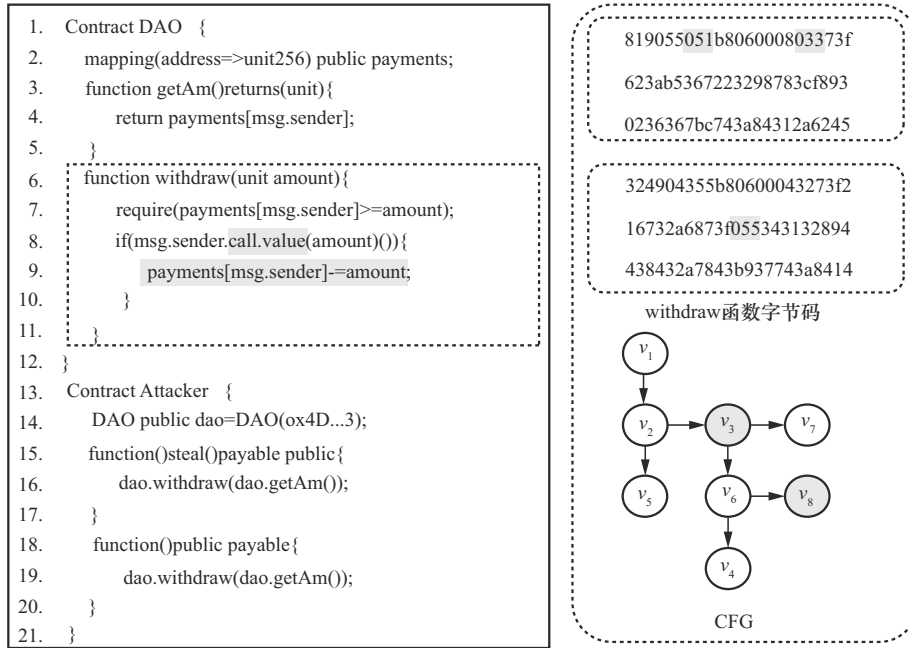 1. Contract DAO {
2. mapping(address=>unit256) public payments;
3. function getAm()returns(unit){
4. return payments[msg.sender];
5. }
6. function withdraw(unit amount){
7. require(payments[msg.sender]>=amount);
8. if(msg.sender.call.value(amount)()){
9. payments[msg.sender]-=amount;
10. }
11. }
12. }
13. Contract Attacker {
14. DAO public dao=DAO(ox4D...3);
15. function()steal()payable public{
16. dao.withdraw(dao.getAm());
17. }
18. function()public payable{
19. dao.withdraw(dao.getAm());
20. }
21. }
819055051b806000803373f
623ab5367223298783cf893
0236367bc743a84312a6245
324904355b80600043273f2
16732a6873f055343132894
438432a7843b937743a8414
withdraw函数字节码
v1
v2 v3 v7
v5 v6 v8
v4
CFG